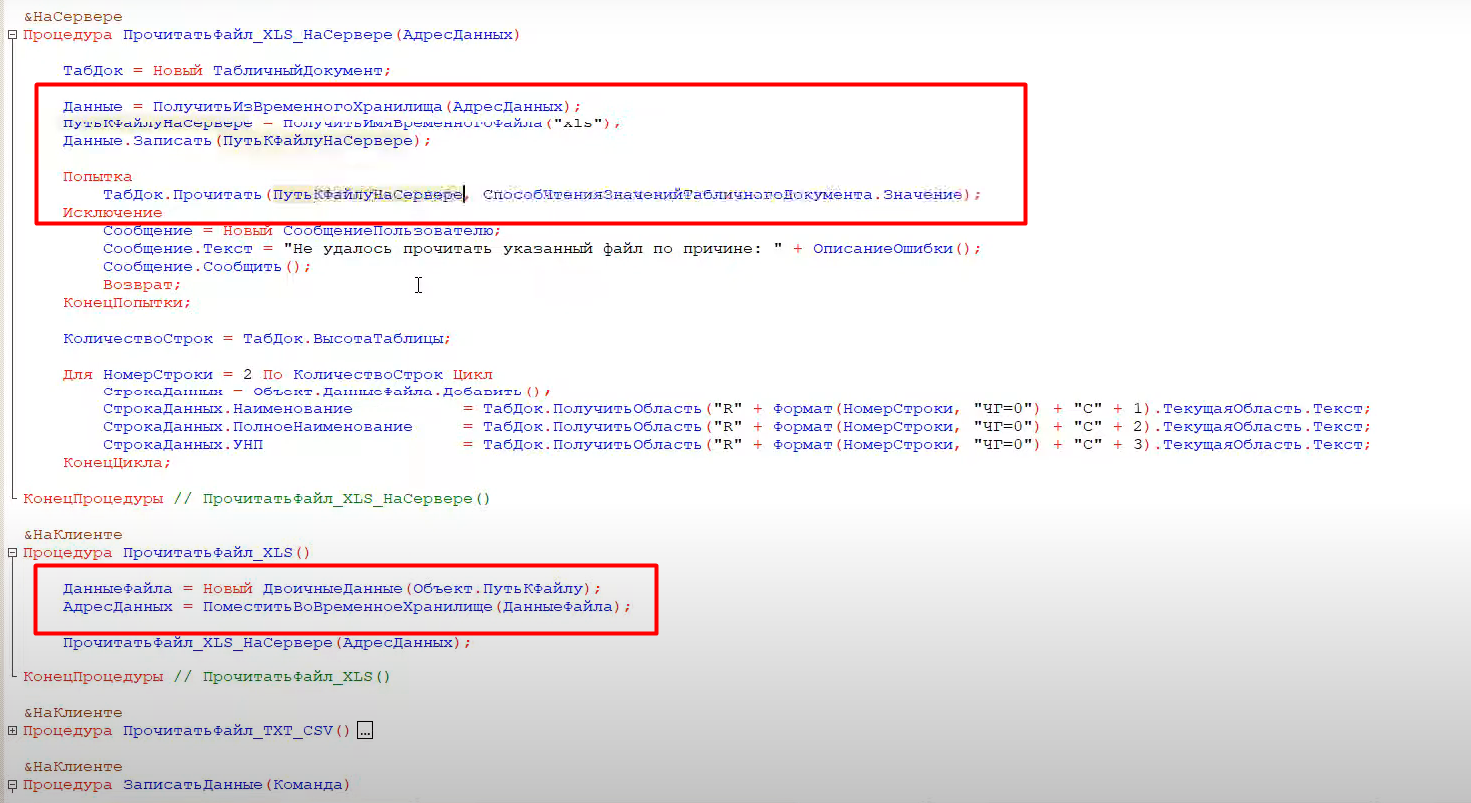 &НаСервере
Процедура ПрочитатьФайл_XLS_НаСервере(АдресДанных)
ТабДок = Новый ТабличныйДокумент;
Данные = ПолучитьИзВременногоХранилища(АдресДанных);
ПутьКФайлуНаСервере = ПолучитьИмяВременногоФайла("xls");
Данные.Записать(ПутьКФайлуНаСервере);
Попытка
ТабДок.Прочитать(ПутьКФайлуНаСервере, СпособЧтенияЗначенийТабличногоДокумента.Значение);
Исключение
Сообщение = Новый СообщениеПользователю;
Сообщение.Текст = "Не удалось прочитать указанный файл по причине: " + ОписаниеОшибки();
Сообщение.Сообщить();
Возврат;
КонецПопытки;
КоличествоСтрок = ТабДок.ВысотаТаблицы;
Для НомерСтроки = 2 По КоличествоСтрок Цикл
СтрокаДанных = Объект.ДанныеФайла.Добавить();
СтрокаДанных.Наименование = ТабДок.ПолучитьОбласть("R" + Формат(НомерСтроки, "ЧГ=0") + "C" + 1).ТекущаяОбласть.Текст;
СтрокаДанных.ПолноеНаименование = ТабДок.ПолучитьОбласть("R" + Формат(НомерСтроки, "ЧГ=0") + "C" + 2).ТекущаяОбласть.Текст;
СтрокаДанных.УНП = ТабДок.ПолучитьОбласть("R" + Формат(НомерСтроки, "ЧГ=0") + "C" + 3).ТекущаяОбласть.Текст;
КонецЦикла;
КонецПроцедуры // ПрочитатьФайл_XLS_НаСервере()
&НаКлиенте
Процедура ПрочитатьФайл_XLS()
ДанныеФайла = Новый ДвоичныеДанные(Объект.ПутьКФайлу);
АдресДанных = ПоместитьВоВременноеХранилище(ДанныеФайла);
ПрочитатьФайл_XLS_НаСервере(АдресДанных);
КонецПроцедуры // ПрочитатьФайл_XLS()
&НаКлиенте
Процедура ПрочитатьФайл_TXT_CSV() ...
&НаКлиенте
Процедура ЗаписатьДанные(Команда)